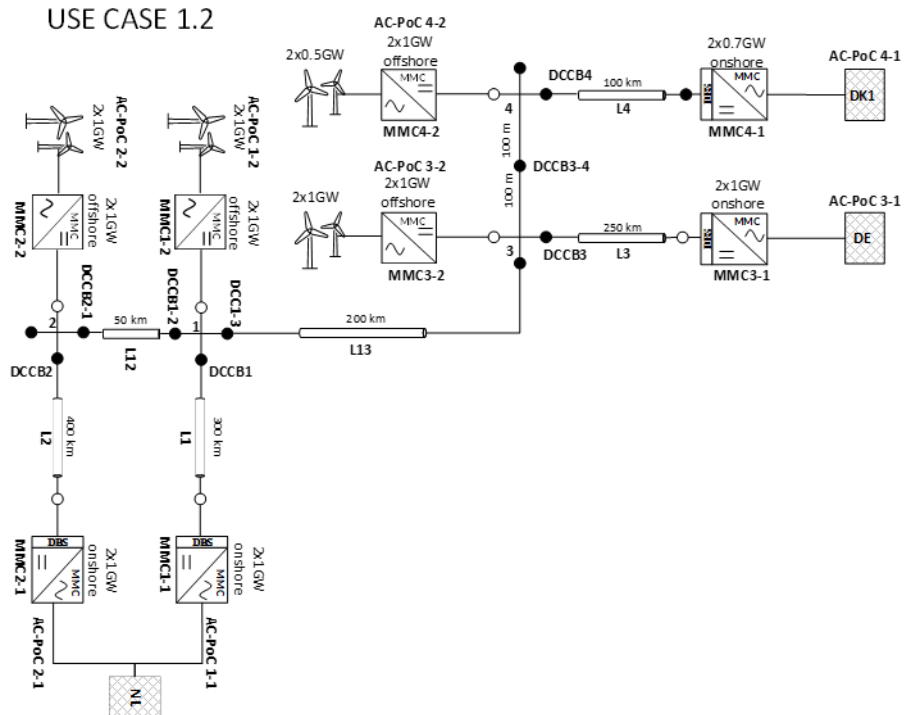 USE CASE 1.2
AC-PoC 4-2
2x1GW
offshore
2x0.5GW
MMC
MMC4-2
4
DCCB4
100 km
L4
2x0.7GW
onshore
DBS
MMC
MMC4-1
AC-PoC 4-1
DK1
100 m
DCCB3-4
100 m
AC-PoC 3-2
2x1GW
offshore
2x1GW
MMC
MMC3-2
3
DCCB3
250 km
L3
2x1GW
onshore
DBS
MMC
MMC3-1
AC-PoC 3-1
DE
AC-PoC 2-2
2x1GW
2x1GW
offshore
MMC
MMC2-2
AC-PoC 1-2
2x1GW
2x1GW
offshore
MMC
MMC1-2
DCCB2-1
DCCB1-2
DCC1-3
2
50 km
L12
1
200 km
L13
DCCB2
DCCB1
400 km
L2
300 km
L1
2x1GW
onshore
DBS
MMC
MMC2-1
2x1GW
onshore
DBS
MMC
MMC1-1
AC-PoC 2-1
AC-PoC 1-1
NL